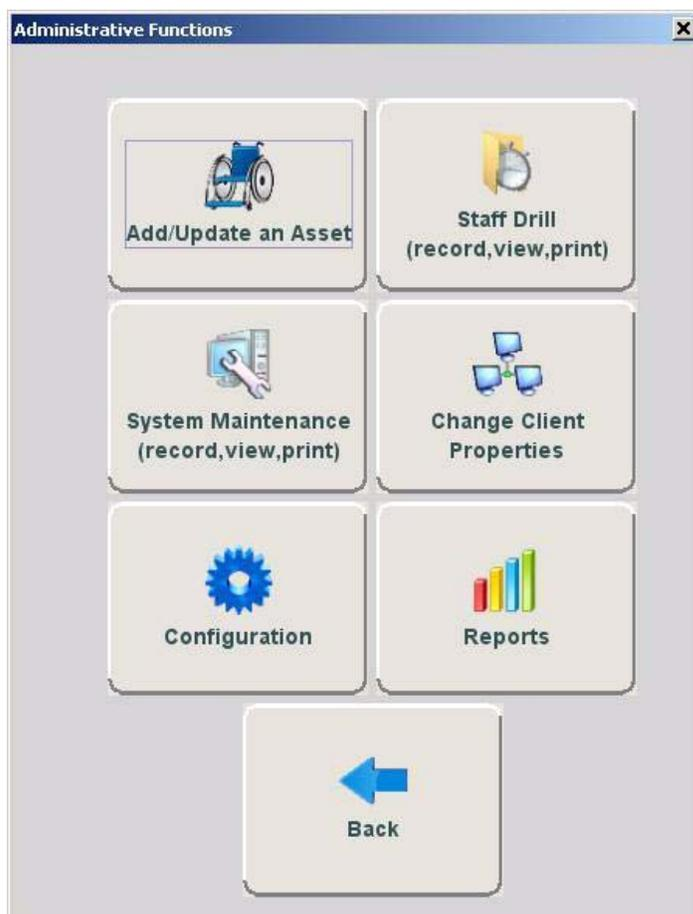 Administrative Functions
Add/Update an Asset
Staff Drill
(record,view,print)
System Maintenance
(record,view,print)
Change Client
Properties
Configuration
Reports
Back